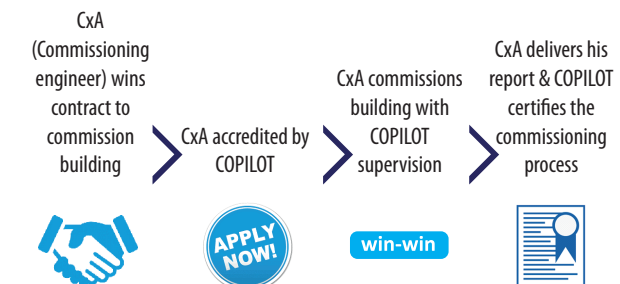 CxA
(Commissioning
engineer) wins
contract to
commission
building
CxA accredited by
COPILOT
CxA commissions
building with
COPILOT
supervision
CxA delivers his
report & COPILOT
certifies the
commissioning
process
APPLY
NOW!
win-win